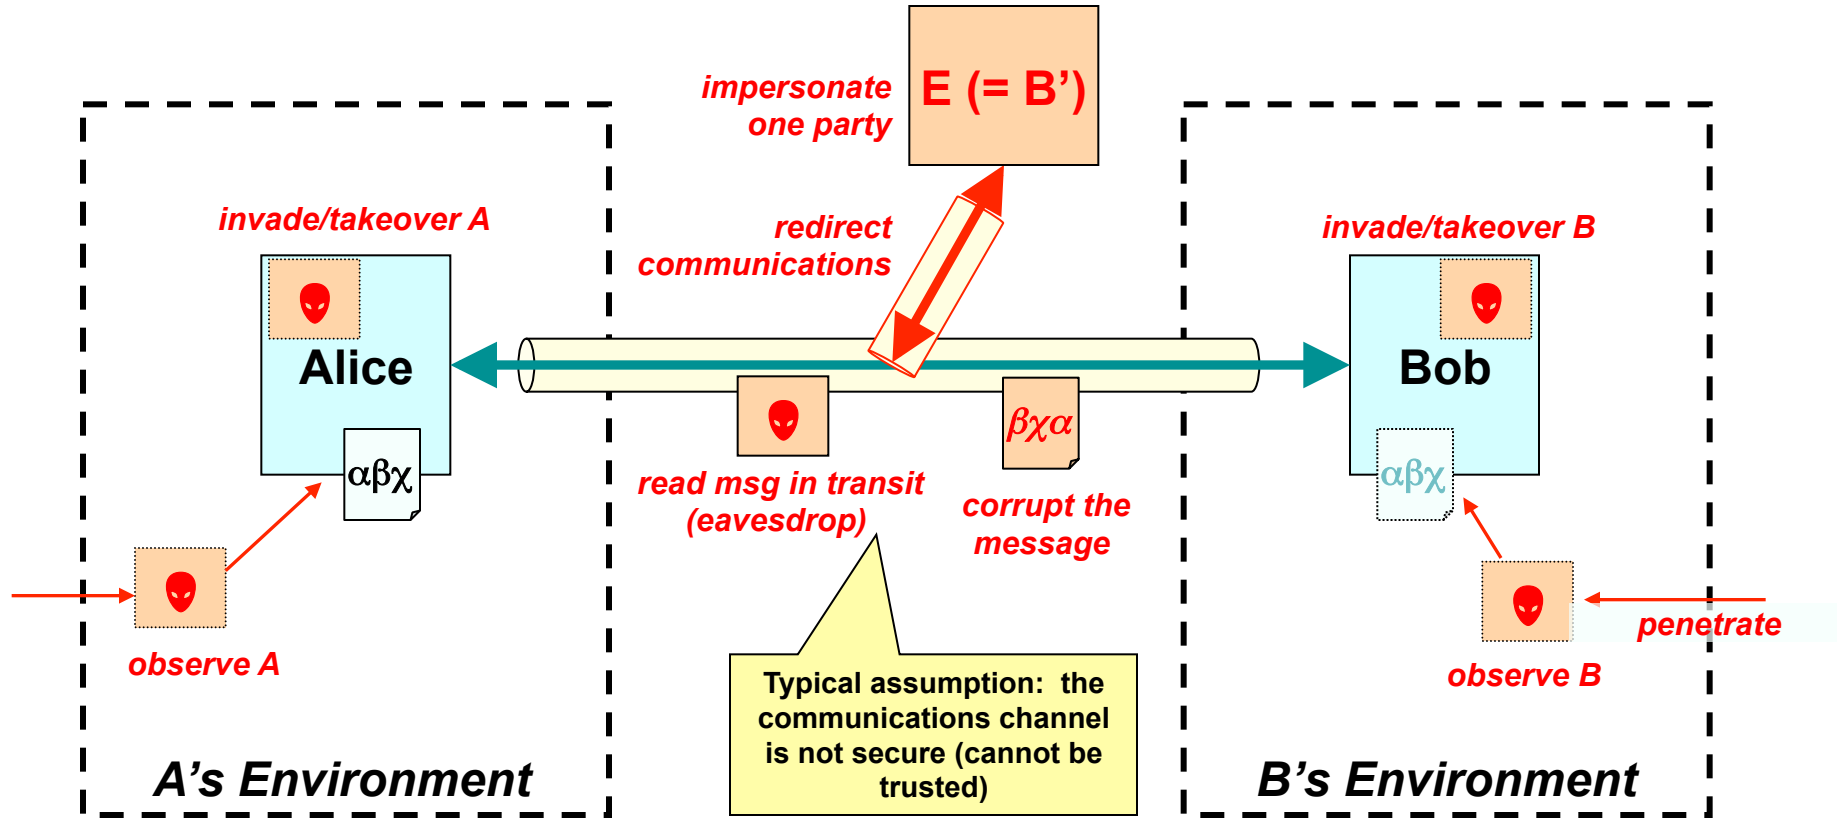 E (= B’)
impersonate
one party
invade/takeover A
redirect
communications
invade/takeover B
Alice
Bob
αβχ
βχα
αβχ
read msg in transit
(eavesdrop)
corrupt the
message
observe A
penetrate
observe B
Typical assumption: the
communications channel
is not secure (cannot be
trusted)
A’s Environment
B’s Environment